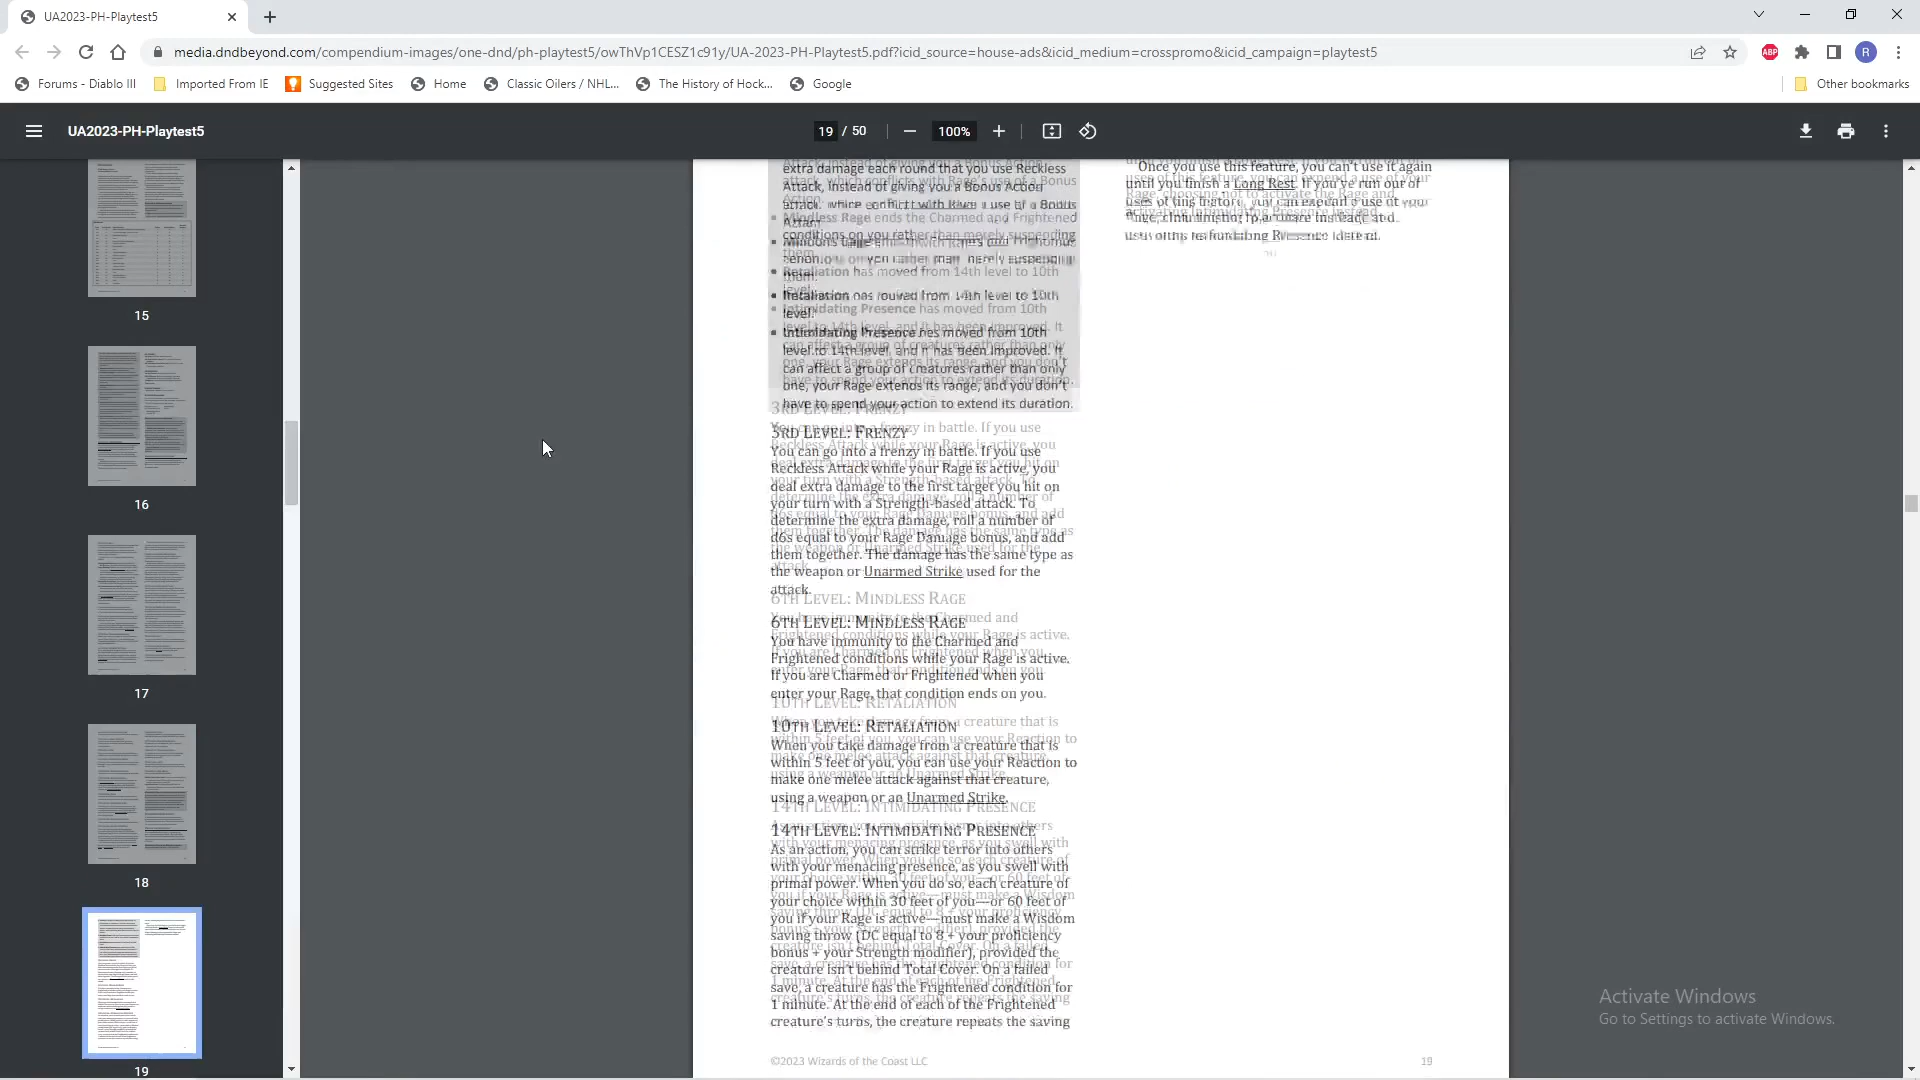 UA2023-PH-Playtest5
media.dndbeyond.com/compendium-images/one-dnd/ph-playtest5/owThVp1CESZ1c91y/UA-2023-PH-Playtest5.pdf?icid_source=house-ads&icid_medium=crosspromo&icid_campaign=playtest5
ABP
R
Forums - Diablo III
Imported From IE
Suggested Sites
Home
Classic Oilers / NHL...
The History of Hock...
Google
Other bookmarks
UA2023-PH-Playtest5
19 / 50
100%
15
16
17
18
19
extra damage each round that you use Reckless
Attack, instead of giving you a Bonus Action
level.
Intimidating Presence has moved from 10th
level to 14th level, and it has been improved. It
can affect a group of creatures rather than only
one, your Rage extends its range, and you don't
have to spend your action to extend its duration.
3RD LEVEL: FRENZY
You can go into a frenzy in battle. If you use
Reckless Attack while your Rage is active, you
deal extra damage to the first target you hit on
your turn with a Strength-based attack. To
determine the extra damage, roll a number of
d6s equal to your Rage Damage bonus, and add
them together. The damage has the same type as
the weapon or Unarmed Strike used for the
attack.
6TH LEVEL: MINDLESS RAGE
You have immunity to the Charmed and
Frightened conditions while your Rage is active.
If you are Charmed or Frightened when you
enter your Rage, that condition ends on you.
10TH LEVEL: RETALIATION
When you take damage from a creature that is
within 5 feet of you, you can use your Reaction to
make one melee attack against that creature,
using a weapon or an Unarmed Strike.
14TH LEVEL: INTIMIDATING PRESENCE
As an action, you can strike terror into others
with your menacing presence, as you swell with
primal power. When you do so, each creature of
your choice within 30 feet of you—or 60 feet of
you if your Rage is active—must make a Wisdom
saving throw (DC equal to 8 + your proficiency
bonus + your Strength modifier), provided the
creature isn't behind Total Cover. On a failed
save, a creature has the Frightened condition for
1 minute. At the end of each of the Frightened
creature's turns, the creature repeats the saving
Once you use this feature, you can't use it again
until you finish a Long Rest. If you've run out of
©2023 Wizards of the Coast LLC
19
Activate Windows
Go to Settings to activate Windows.